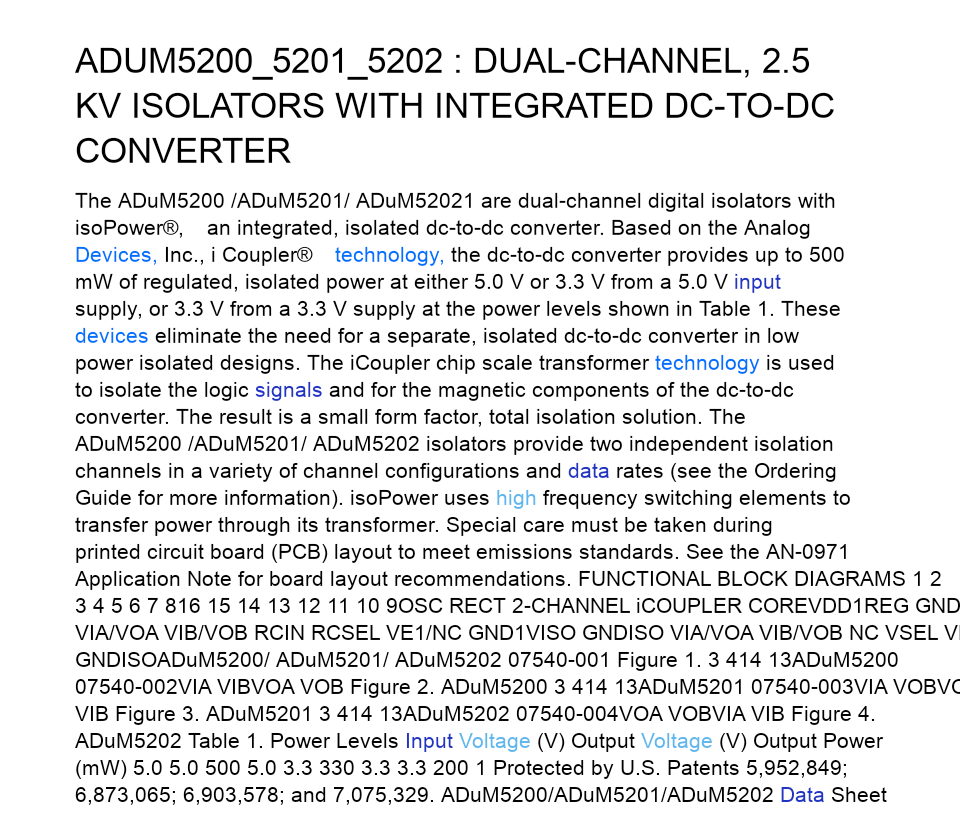 ADUM5200_5201_5202 : DUAL-CHANNEL, 2.5
KV ISOLATORS WITH INTEGRATED DC-TO-DC
CONVERTER
The ADuM5200 /ADuM5201/ ADuM52021 are dual-channel digital isolators with
isoPower®, an integrated, isolated dc-to-dc converter. Based on the Analog
Devices, Inc., i Coupler® technology, the dc-to-dc converter provides up to 500
mW of regulated, isolated power at either 5.0 V or 3.3 V from a 5.0 V input
supply, or 3.3 V from a 3.3 V supply at the power levels shown in Table 1. These
devices eliminate the need for a separate, isolated dc-to-dc converter in low
power isolated designs. The iCoupler chip scale transformer technology is used
to isolate the logic signals and for the magnetic components of the dc-to-dc
converter. The result is a small form factor, total isolation solution. The
ADuM5200 /ADuM5201/ ADuM5202 isolators provide two independent isolation
channels in a variety of channel configurations and data rates (see the Ordering
Guide for more information). isoPower uses high frequency switching elements to
transfer power through its transformer. Special care must be taken during
printed circuit board (PCB) layout to meet emissions standards. See the AN-0971
Application Note for board layout recommendations. FUNCTIONAL BLOCK DIAGRAMS 1 2
3 4 5 6 7 816 15 14 13 12 11 10 9OSC RECT 2-CHANNEL iCOUPLER COREVDD1REG GND
VIA/VOA VIB/VOB RCIN RCSEL VE1/NC GND1VISO GNDISO VIA/VOA VIB/VOB NC VSEL
GNDISOADuM5200/ ADuM5201/ ADuM5202 07540-001 Figure 1. 3 414 13ADuM5200
07540-002VIA VIBVOA VOB Figure 2. ADuM5200 3 414 13ADuM5201 07540-003VIA
VIB Figure 3. ADuM5201 3 414 13ADuM5202 07540-004VOA VOBVIA VIB Figure 4.
ADuM5202 Table 1. Power Levels Input Voltage (V) Output Voltage (V) Output Power
(mW) 5.0 5.0 500 5.0 3.3 330 3.3 3.3 200 1 Protected by U.S. Patents 5,952,849;
6,873,065; 6,903,578; and 7,075,329. ADuM5200/ADuM5201/ADuM5202 Data Sheet